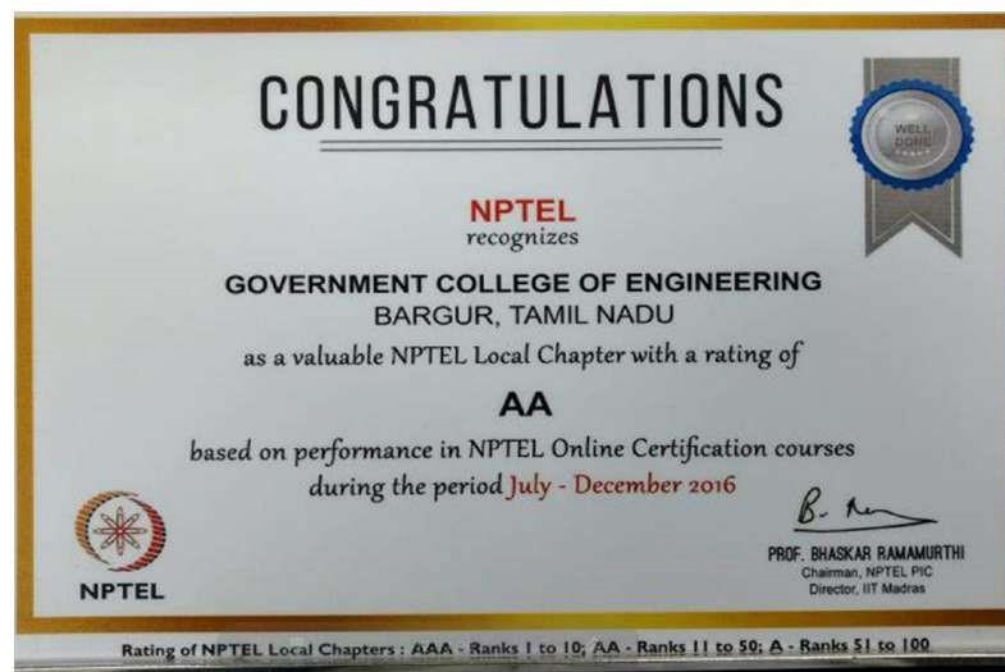 CONGRATULATIONS
WELL
DONE
NPTEL
recognizes
GOVERNMENT COLLEGE OF ENGINEERING
BARGUR, TAMIL NADU
as a valuable NPTEL Local Chapter with a rating of
AA
based on performance in NPTEL Online Certification courses
during the period July - December 2016
NPTEL
PROF. BHASKAR RAMAMURTHI
Chairman, NPTEL PIC
Director, IIT Madras
Rating of NPTEL Local Chapters : AAA - Ranks 1 to 10; AA - Ranks 11 to 50; A - Ranks 51 to 100